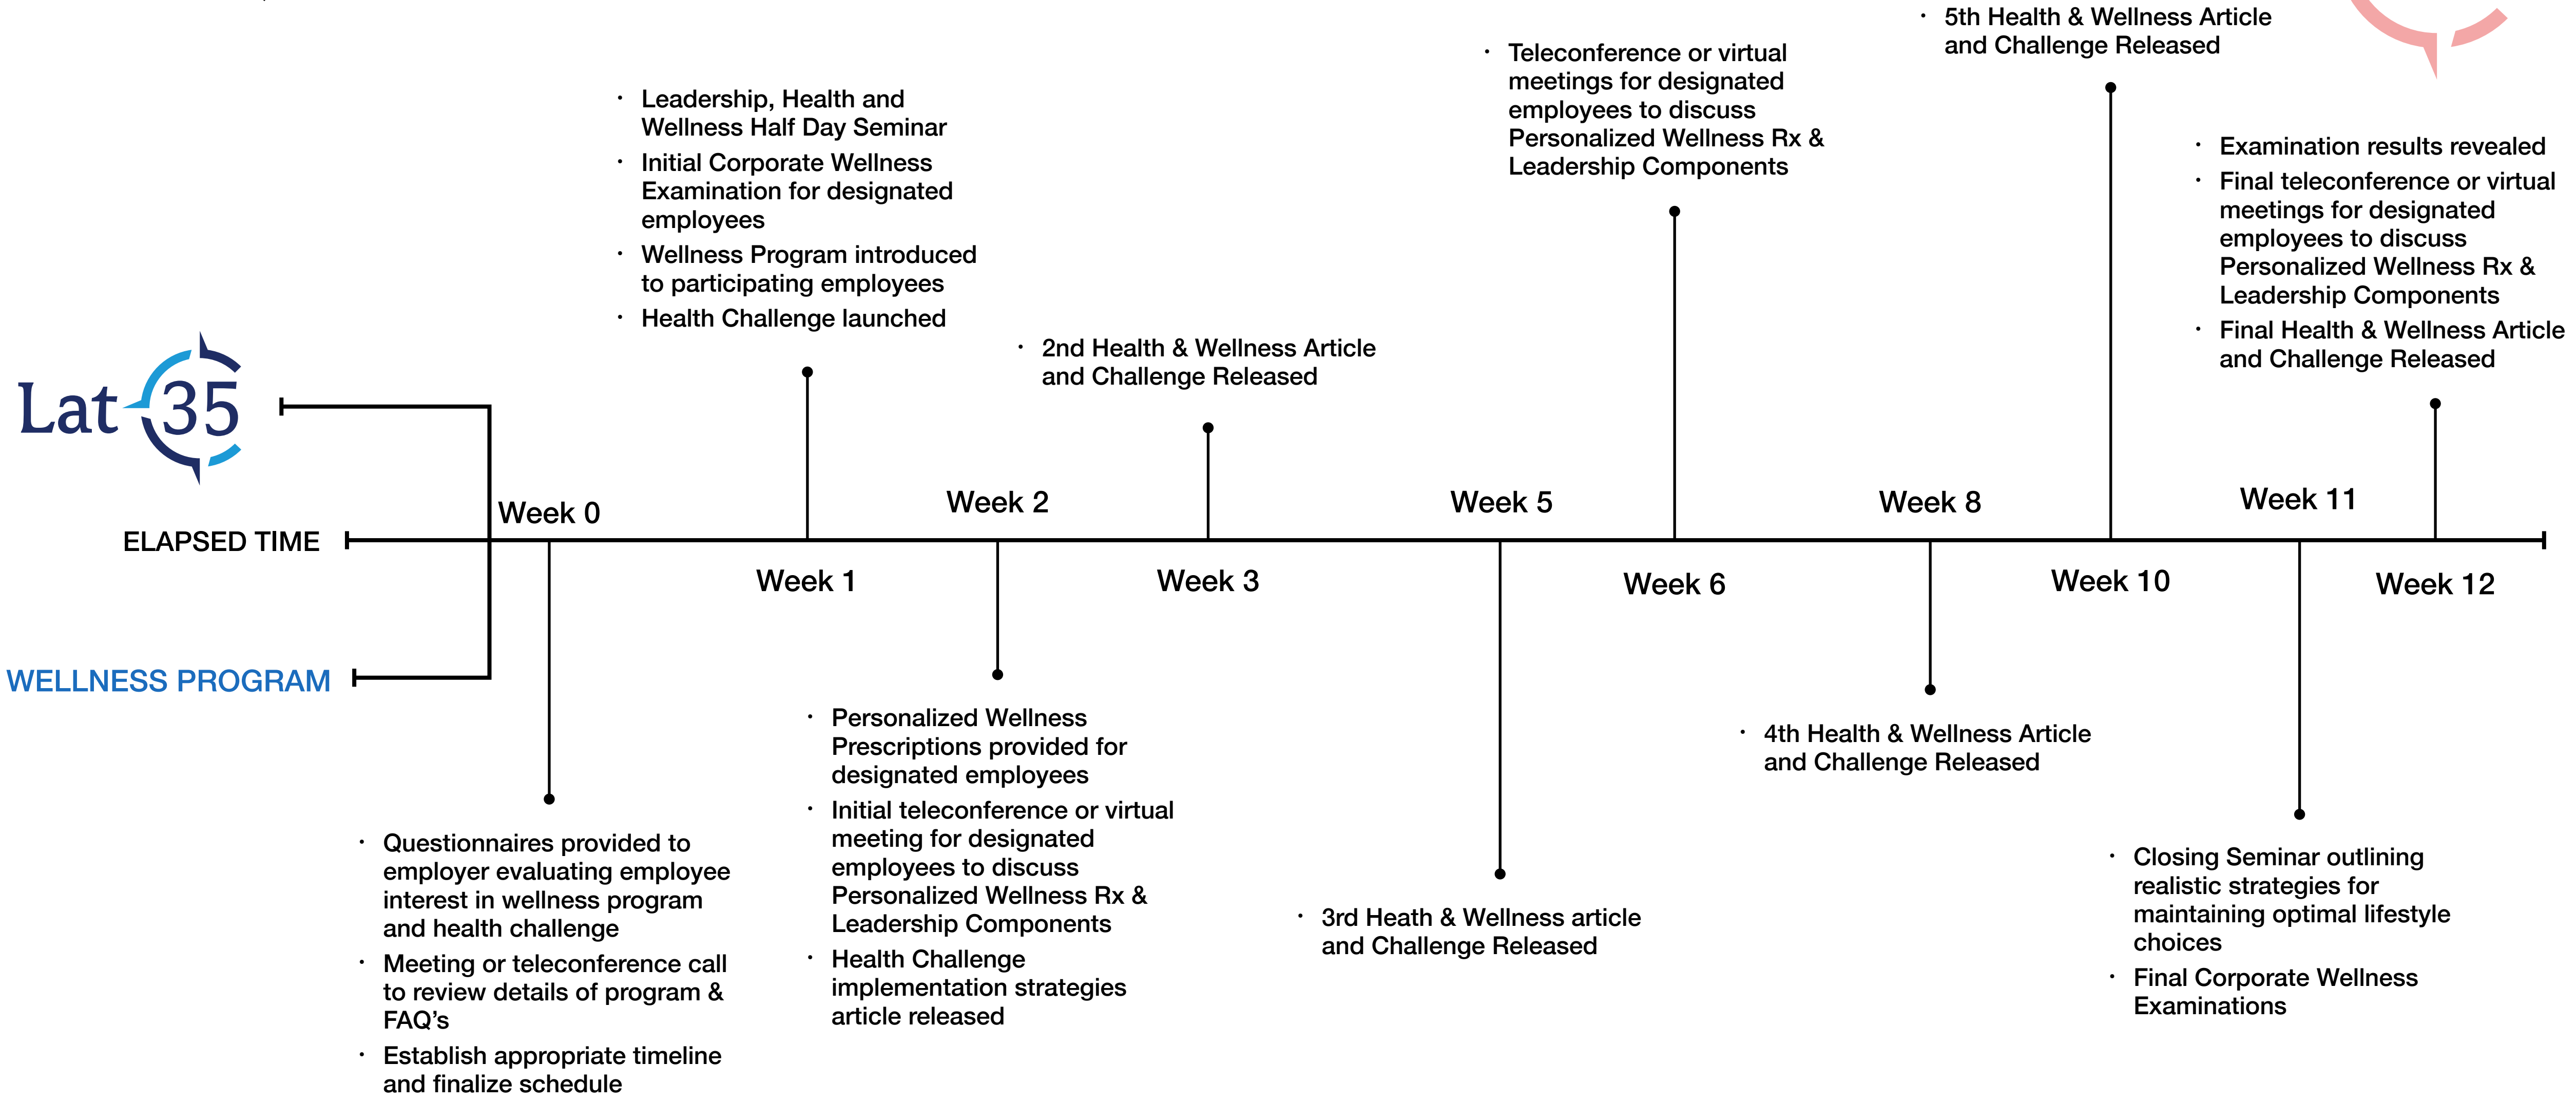 5th Health & Wellness Article
and Challenge Released
Teleconference or virtual
meetings for designated
employees to discuss
Personalized Wellness Rx &
Leadership Components
Leadership, Health and
Wellness Half Day Seminar
Initial Corporate Wellness
Examination for designated
employees
Wellness Program introduced
to participating employees
Health Challenge launched
Examination results revealed
Final teleconference or virtual
meetings for designated
employees to discuss
Personalized Wellness Rx &
Leadership Components
Final Health & Wellness Article
and Challenge Released
2nd Health & Wellness Article
and Challenge Released
Lat 35
Week 0
Week 2
Week 5
Week 8
Week 11
ELAPSED TIME
Week 1
Week 3
Week 6
Week 10
Week 12
WELLNESS PROGRAM
Questionnaires provided to
employer evaluating employee
interest in wellness program
and health challenge
Meeting or teleconference call
to review details of program &
FAQ’s
Establish appropriate timeline
and finalize schedule
Personalized Wellness
Prescriptions provided for
designated employees
Initial teleconference or virtual
meeting for designated
employees to discuss
Personalized Wellness Rx &
Leadership Components
Health Challenge
implementation strategies
article released
3rd Heath & Wellness article
and Challenge Released
4th Health & Wellness Article
and Challenge Released
Closing Seminar outlining
realistic strategies for
maintaining optimal lifestyle
choices
Final Corporate Wellness
Examinations